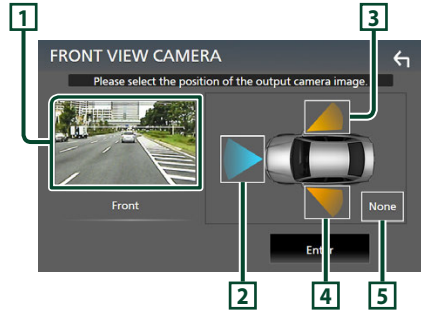 1
3
FRONT VIEW CAMERA
Please select the position of the output camera image.
Front
None
Enter
2
4
5